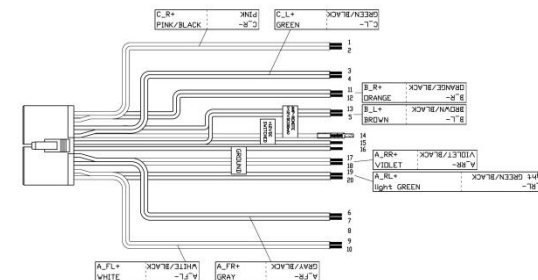 C_R+
PINK/BLACK
PINK
C_R-
C_L+
GREEN
GREEN/BLACK
C_L-
1
2
3
4
11
12
13
5
14
15
16
17
18
19
20
6
7
8
9
10
B_R+
ORANGE
ORANGE/BLACK
B_R-
B_L+
BROWN
BROWN/BLACK
B_L-
A_RR+
VIOLET
VIOLET/BLACK
A_RR-
A_RL+
light GREEN
GREEN/BLACK
GROUND
A_FL+
WHITE
WHITE/BLACK
A_FL-
A_FR+
GRAY
GRAY/BLACK
A_FR-